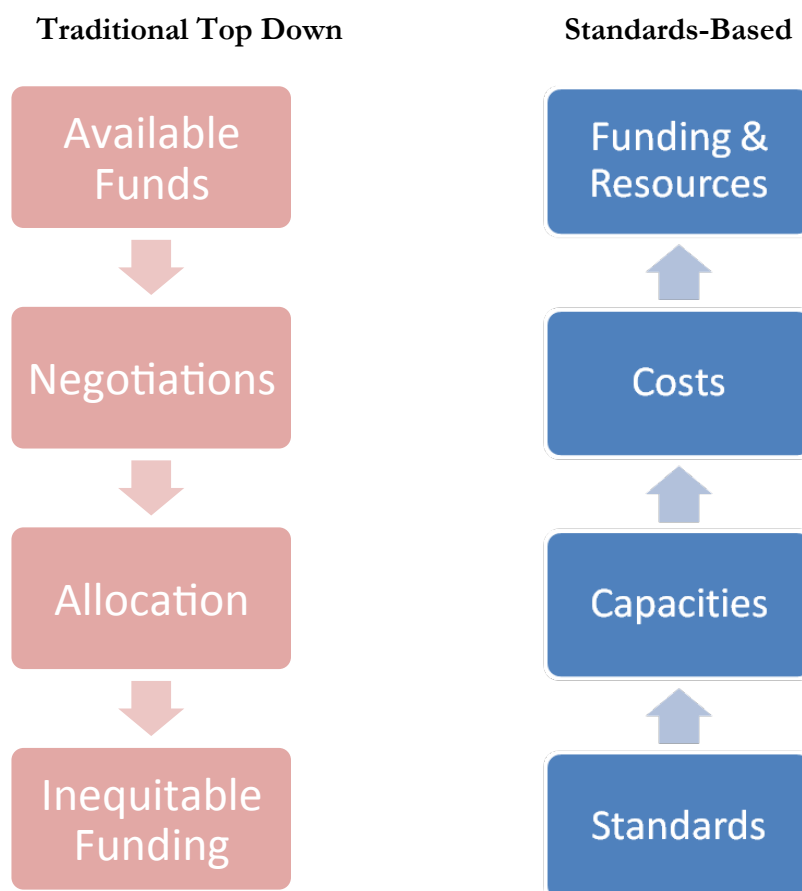 Traditional Top Down
Available
Funds
Negotiations
Allocation
Inequitable
Funding
Standards-Based
Funding &
Resources
Costs
Capacities
Standards